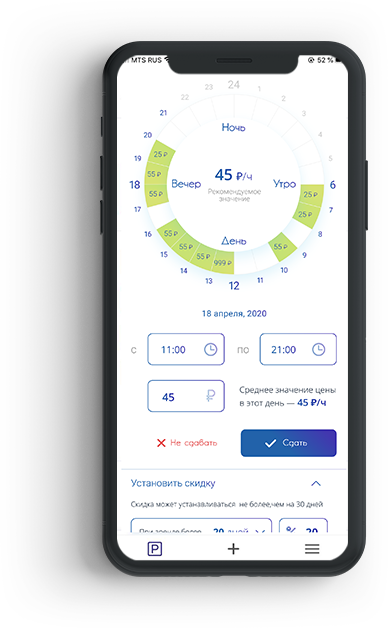 MTS RUS
52 %
24
23
1
22
2
21
3
20
4
19
5
18
6
17
7
16
8
15
9
14
10
13
11
12
Ночь
Вечер
Утро
День
45 ₽/ч
Рекомендуемое
значение
25 ₽
55 ₽
55 ₽
55 ₽
55 ₽
55 ₽
999 ₽
55 ₽
25 ₽
25 ₽
18 апреля, 2020
с
11:00
по
21:00
45
₽
Среднее значение цены
в этот день — 45 ₽/ч
Не сдавать
Сдать
Установить скидку
Скидка может устанавливаться не более,чем на 30 дней
При аренде более
20 дней
%
20
P